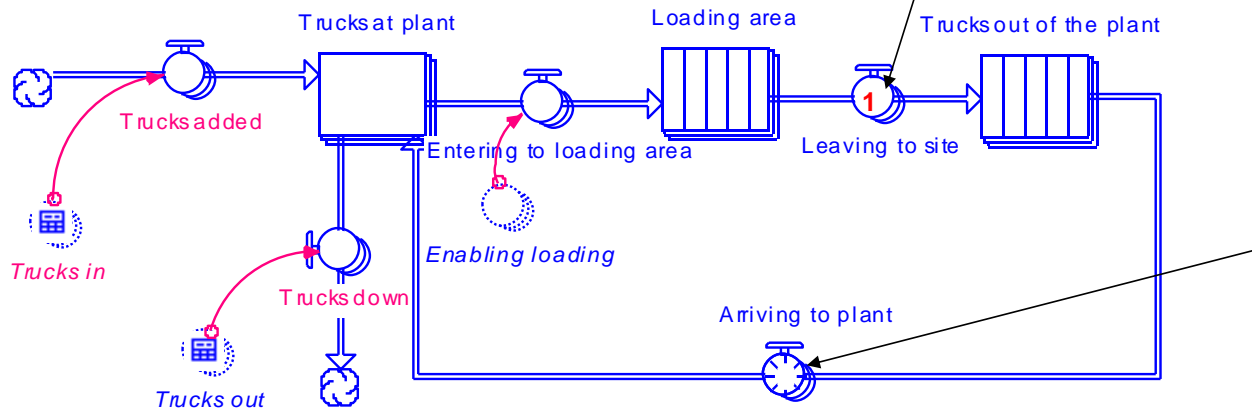 Trucks at plant
Loading area
Trucks out of the plant
Trucks added
1
Entering to loading area
Leaving to site
Enabling loading
Trucks in
Trucks down
Arriving to plant
Trucks out